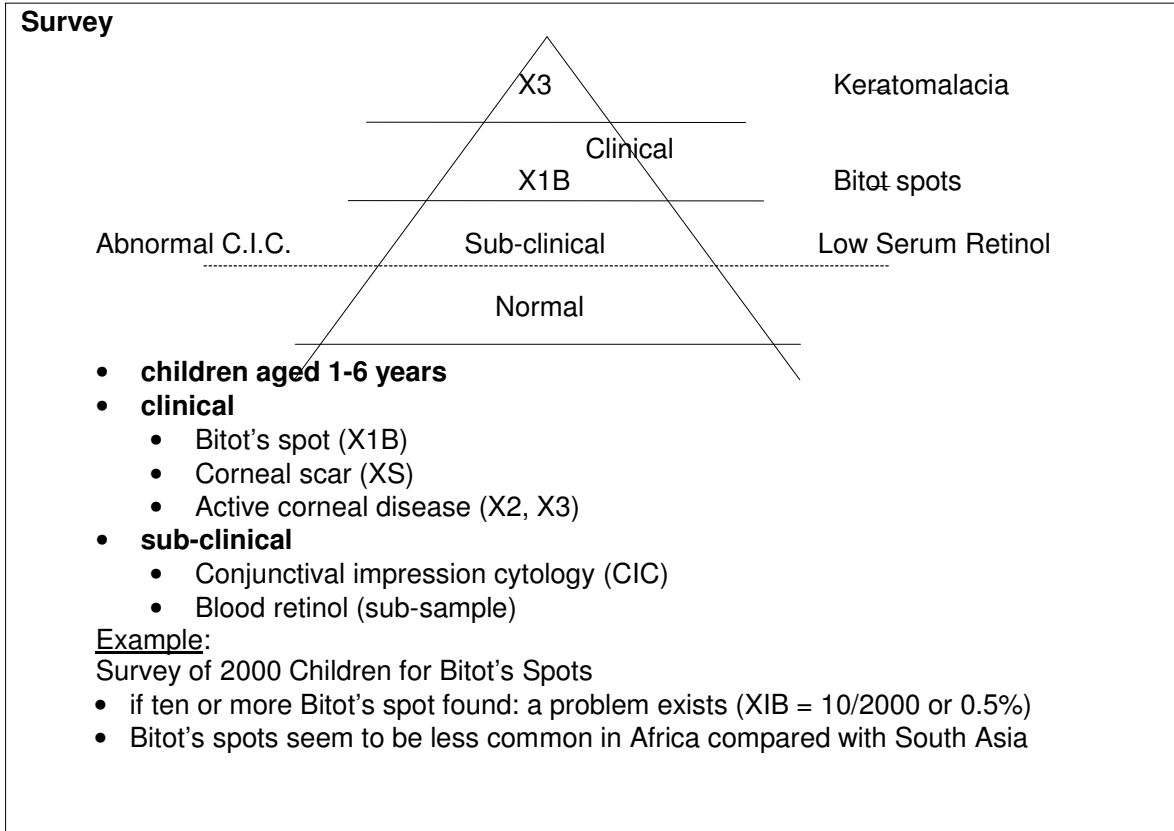 Survey
X3 Keratomalacia
Clinical
X1B Bitot spots
Abnormal C.I.C. Sub-clinical Low Serum Retinol
Normal
• children aged 1-6 years
• clinical
• Bitot's spot (X1B)
• Corneal scar (XS)
• Active corneal disease (X2, X3)
• sub-clinical
• Conjunctival impression cytology (CIC)
• Blood retinol (sub-sample)
Example:
Survey of 2000 Children for Bitot's Spots
• if ten or more Bitot's spot found: a problem exists (XIB = 10/2000 or 0.5%)
• Bitot's spots seem to be less common in Africa compared with South Asia